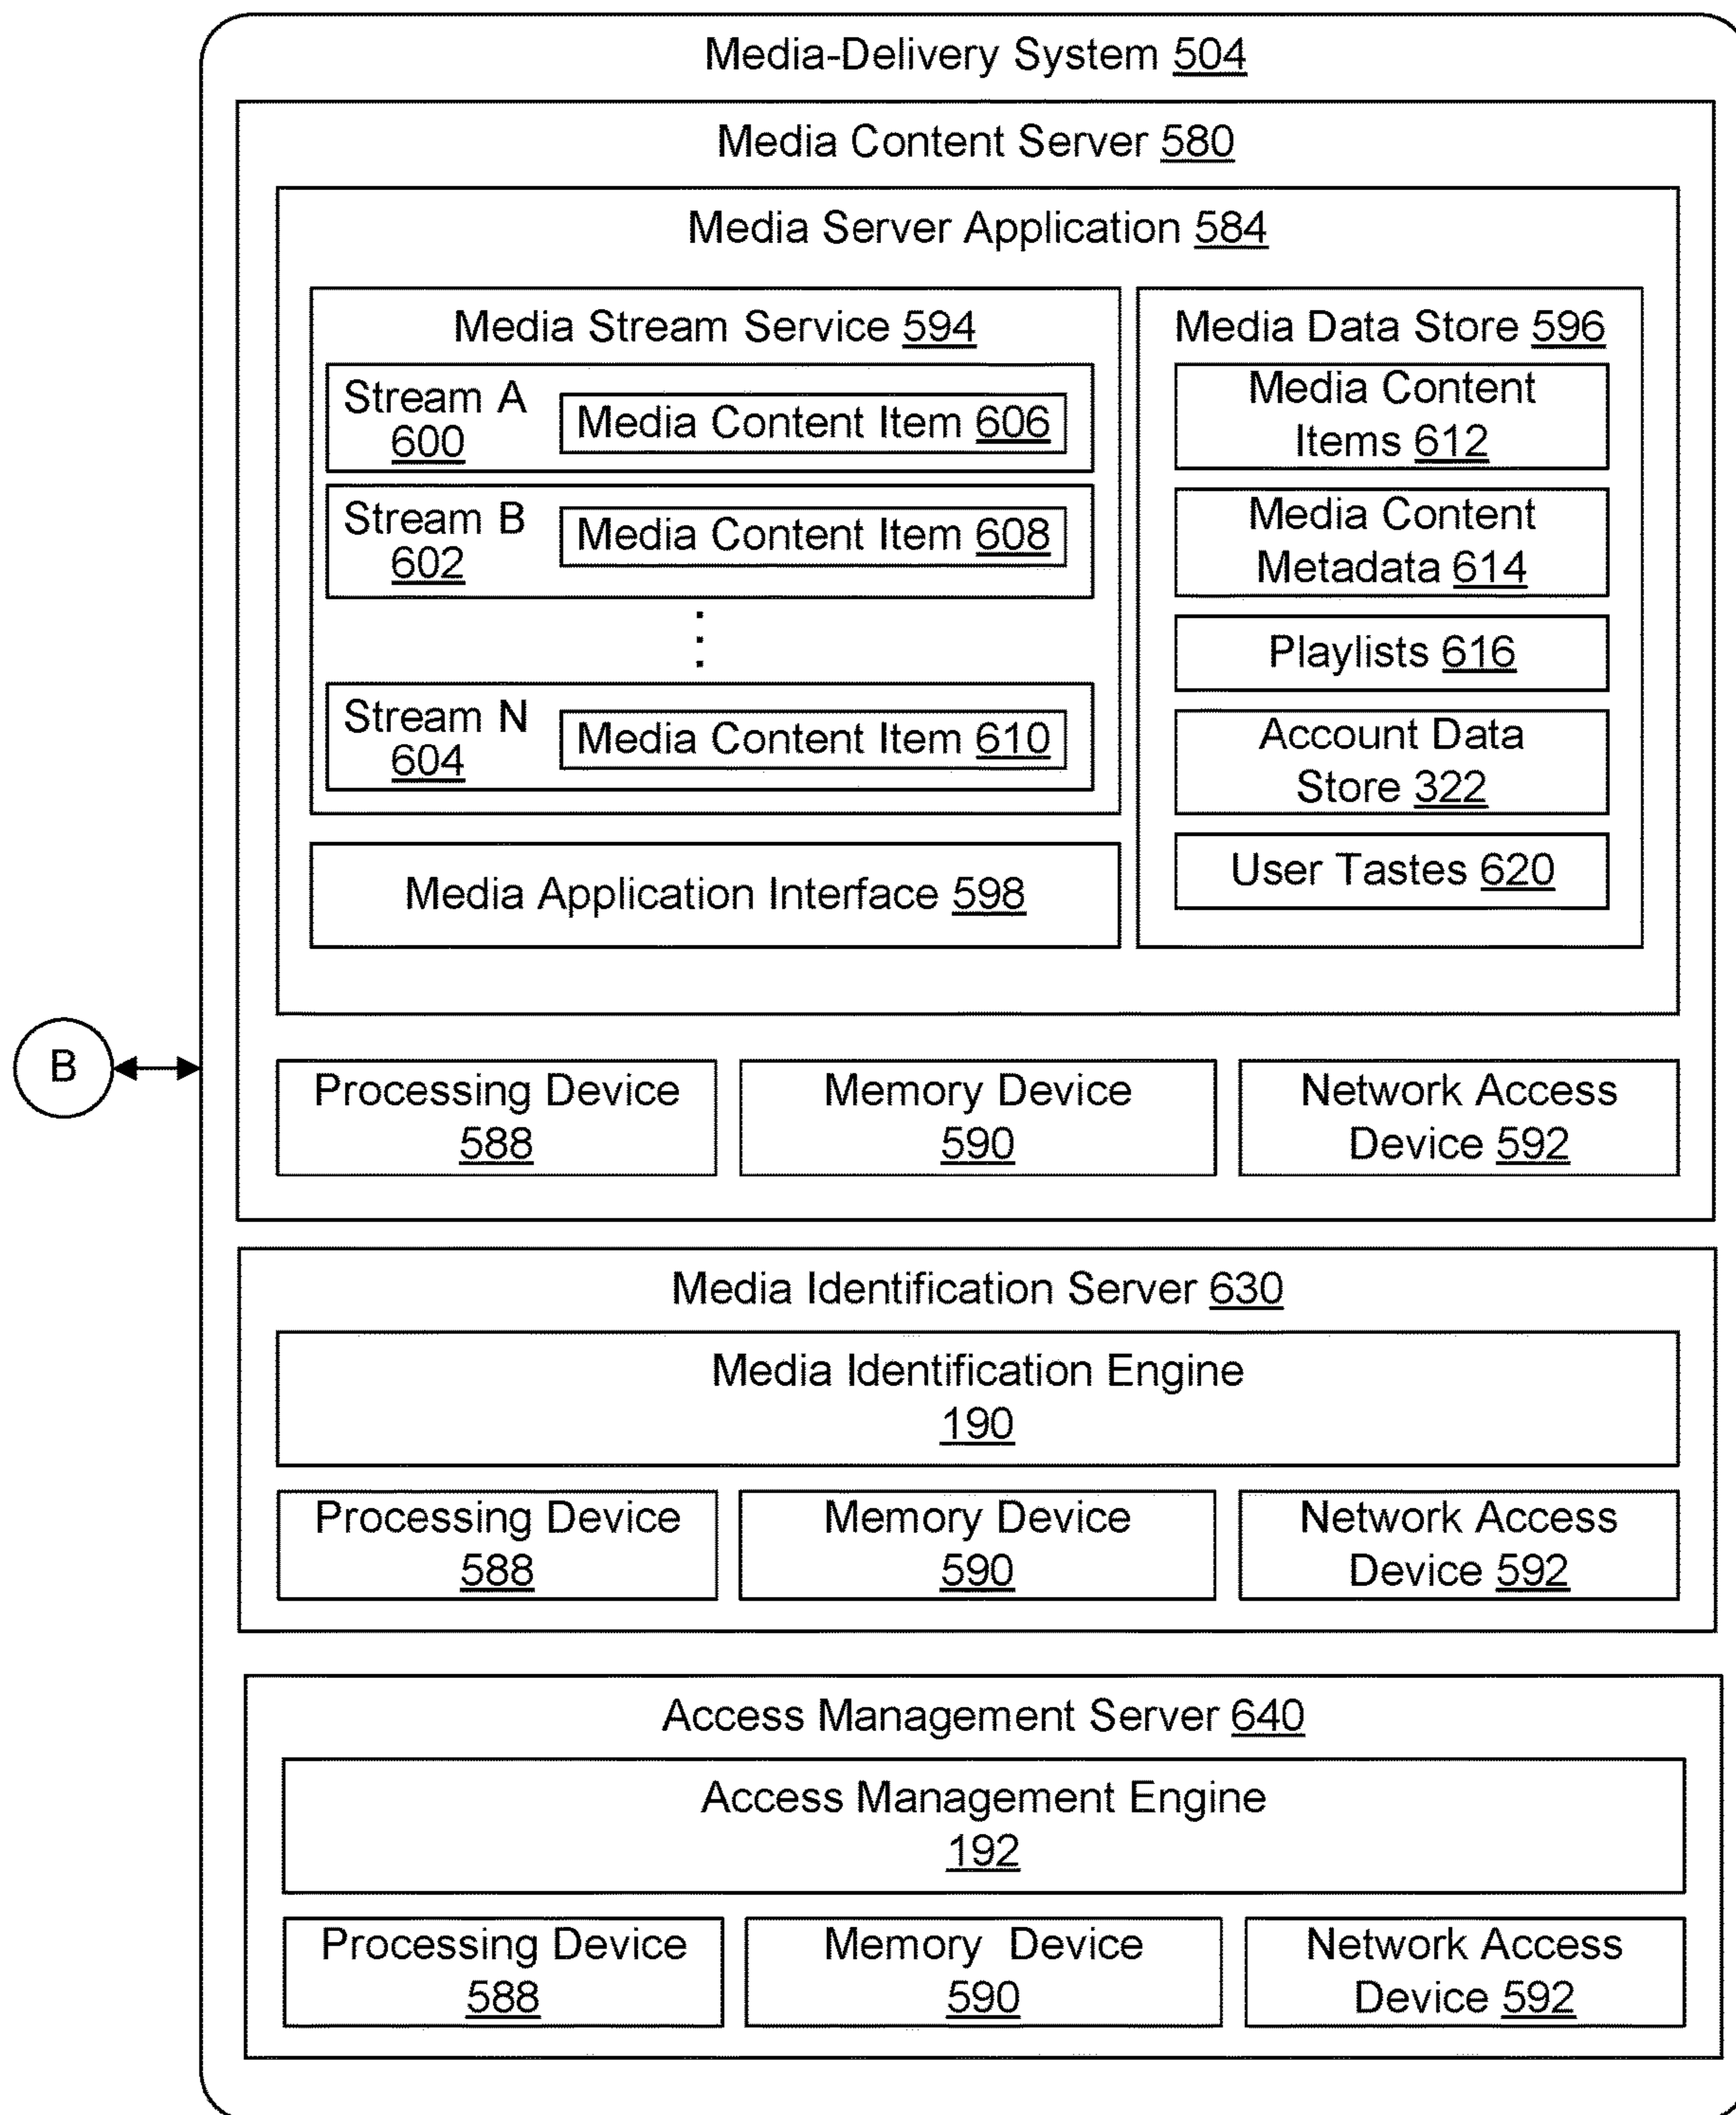 Media-Delivery System 504
Media Content Server 580
Media Server Application 584
Media Stream Service 594
Stream A
600
Media Content Item 606
Stream B
602
Media Content Item 608
Stream N
604
Media Content Item 610
Media Application Interface 598
Media Data Store 596
Media Content
Items 612
Media Content
Metadata 614
Playlists 616
Account Data
Store 322
User Tastes 620
B
Processing Device
588
Memory Device
590
Network Access
Device 592
Media Identification Server 630
Media Identification Engine
190
Processing Device
588
Memory Device
590
Network Access
Device 592
Access Management Server 640
Access Management Engine
192
Processing Device
588
Memory Device
590
Network Access
Device 592